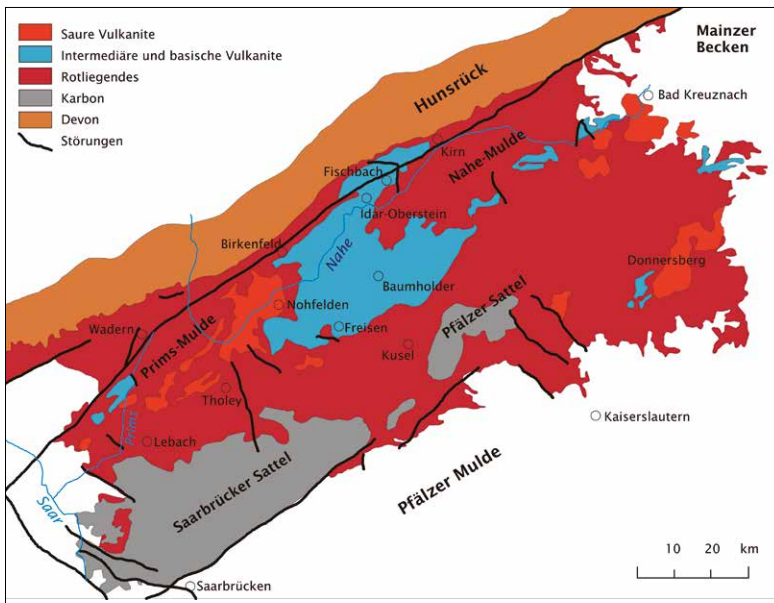 Saure Vulkanite
Intermediäre und basische Vulkanite
Rotliegendes
Karbon
Devon
Störungen
Mainzer
Becken
Bad Kreuznach
Hunsrück
Kirn
Nahe-Mulde
Fischbach
Idar-Oberstein
Birkenfeld
Nahe
Baumholder
Donnersberg
Nohfelden
Pfälzer Sattel
Wadern
Freisen
Prims-Mulde
Kusel
Tholey
Kaiserslautern
Prims
Lebach
Saarbrücker Sattel
Pfälzer Mulde
Saar
Saarbrücken
10 20 km